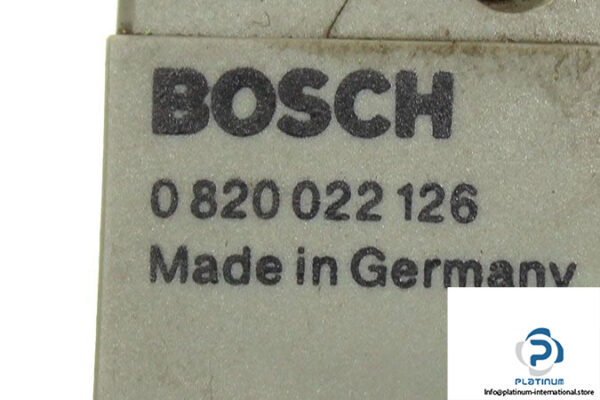 BOSCH
0 820 022 126
Made in Germany
PLATINUM
info@platinum-international.store